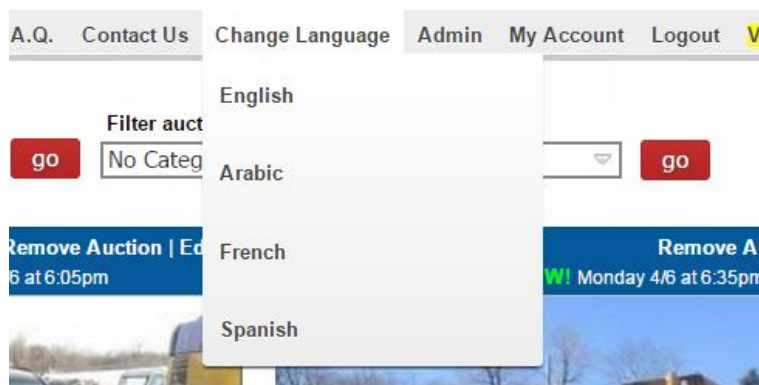 A.Q. Contact Us Change Language Admin My Account Logout V
English
Filter auct
go No Categ go
Arabic
Remove Auction | Ed French Remove A
6 at 6:05pm W! Monday 4/6 at 6:35pm
Spanish